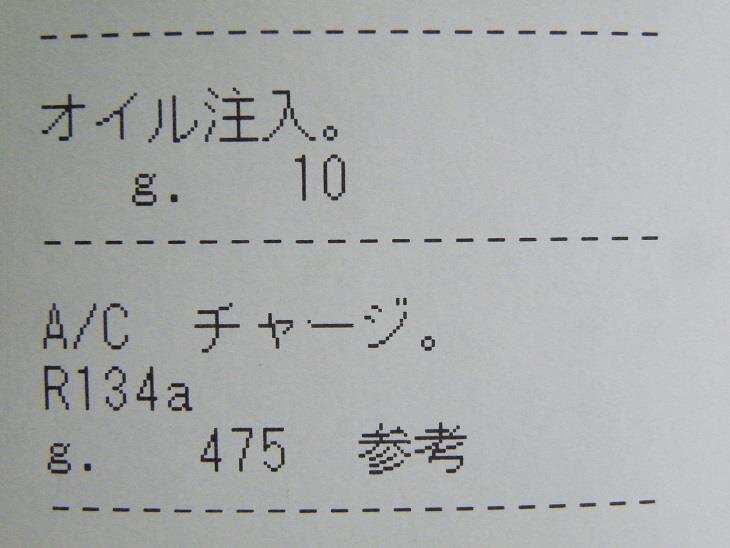 オイル注入。
g. 10
A/C チャージ。
R134a
g. 475 参考